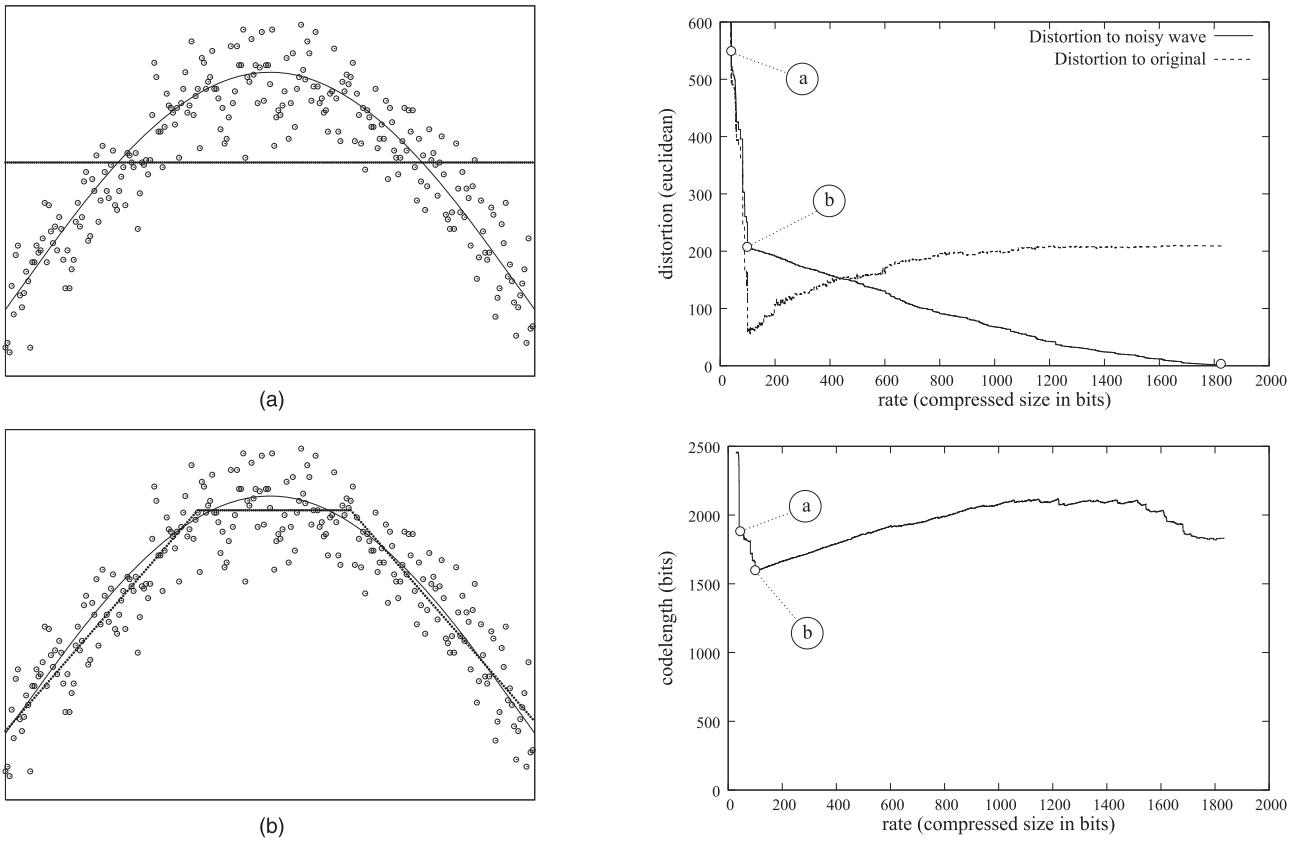 (a)
(b)
600
500
400
300
200
100
0
distortion (euclidean)
Distortion to noisy wave
Distortion to original
a
b
0 200 400 600 800 1000 1200 1400 1600 1800 2000
rate (compressed size in bits)
2500
2000
1500
1000
500
0
codelength (bits)
a
b
0 200 400 600 800 1000 1200 1400 1600 1800 2000
rate (compressed size in bits)